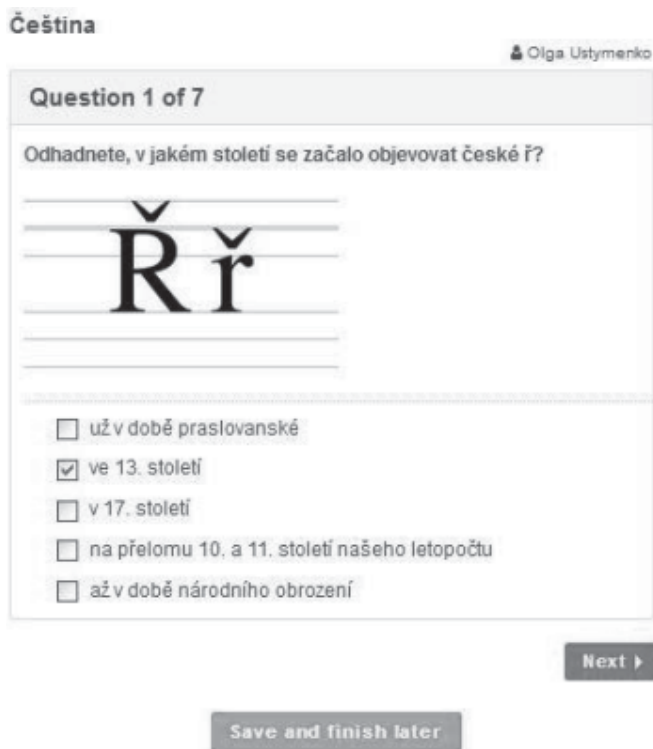 Čeština
Olga Ustymenko
Question 1 of 7
Odhadnete, v jakém století se začalo objevovat české ř?
Ř ř
už v době praslovanské
ve 13. století
v 17. století
na přelomu 10. a 11. století našeho letopočtu
až v době národního obrození
Next
Save and finish later